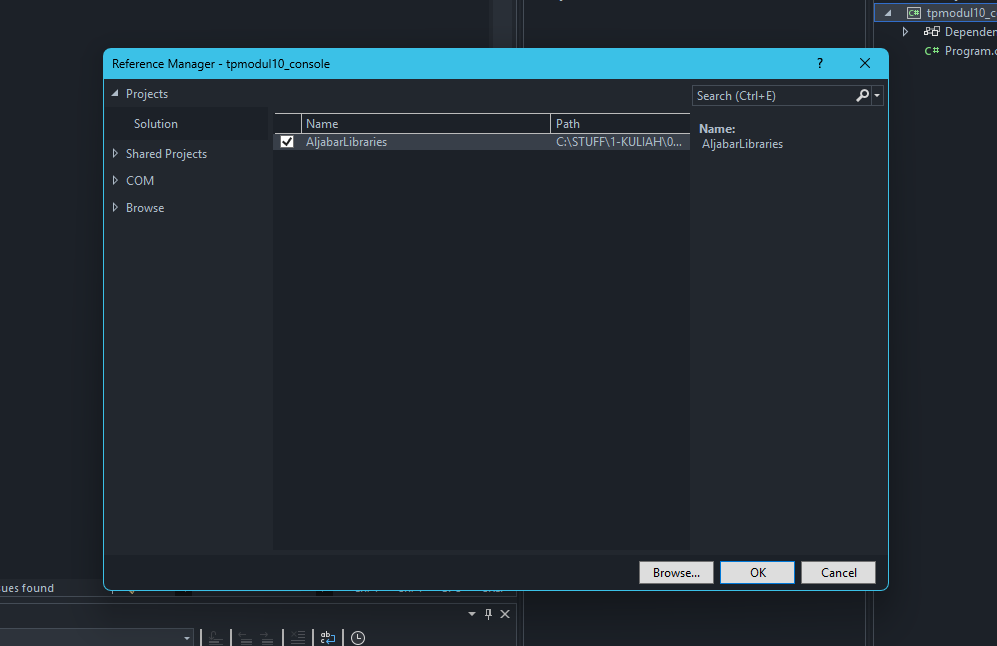 tpmodul10_c
Dependen
C# Program.c
Reference Manager - tpmodul10_console
?
Projects
Search (Ctrl+E)
Solution
Name
Path
Name:
AljabarLibraries
C:\STUFF\1-KULIAH\0...
AljabarLibraries
Shared Projects
COM
Browse
Browse...
OK
Cancel
ues found